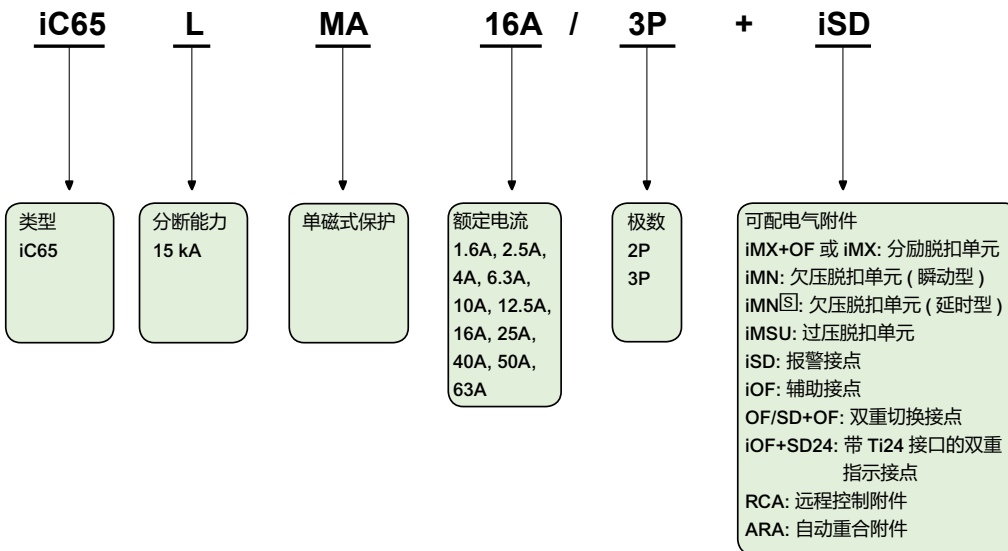 iC65 L MA 16A / 3P + iSD
类型
iC65
分断能力
15 kA
单磁式保护
额定电流
1.6A, 2.5A,
4A, 6.3A,
10A, 12.5A,
16A, 25A,
40A, 50A,
63A
极数
2P
3P
可配电气附件
iMX+OF 或 iMX: 分励脱扣单元
iMN: 欠压脱扣单元 ( 瞬动型 )
iMN🅂: 欠压脱扣单元 ( 延时型 )
iMSU: 过压脱扣单元
iSD: 报警接点
iOF: 辅助接点
OF/SD+OF: 双重切换接点
iOF+SD24: 带 Ti24 接口的双重
指示接点
RCA: 远程控制附件
ARA: 自动重合附件